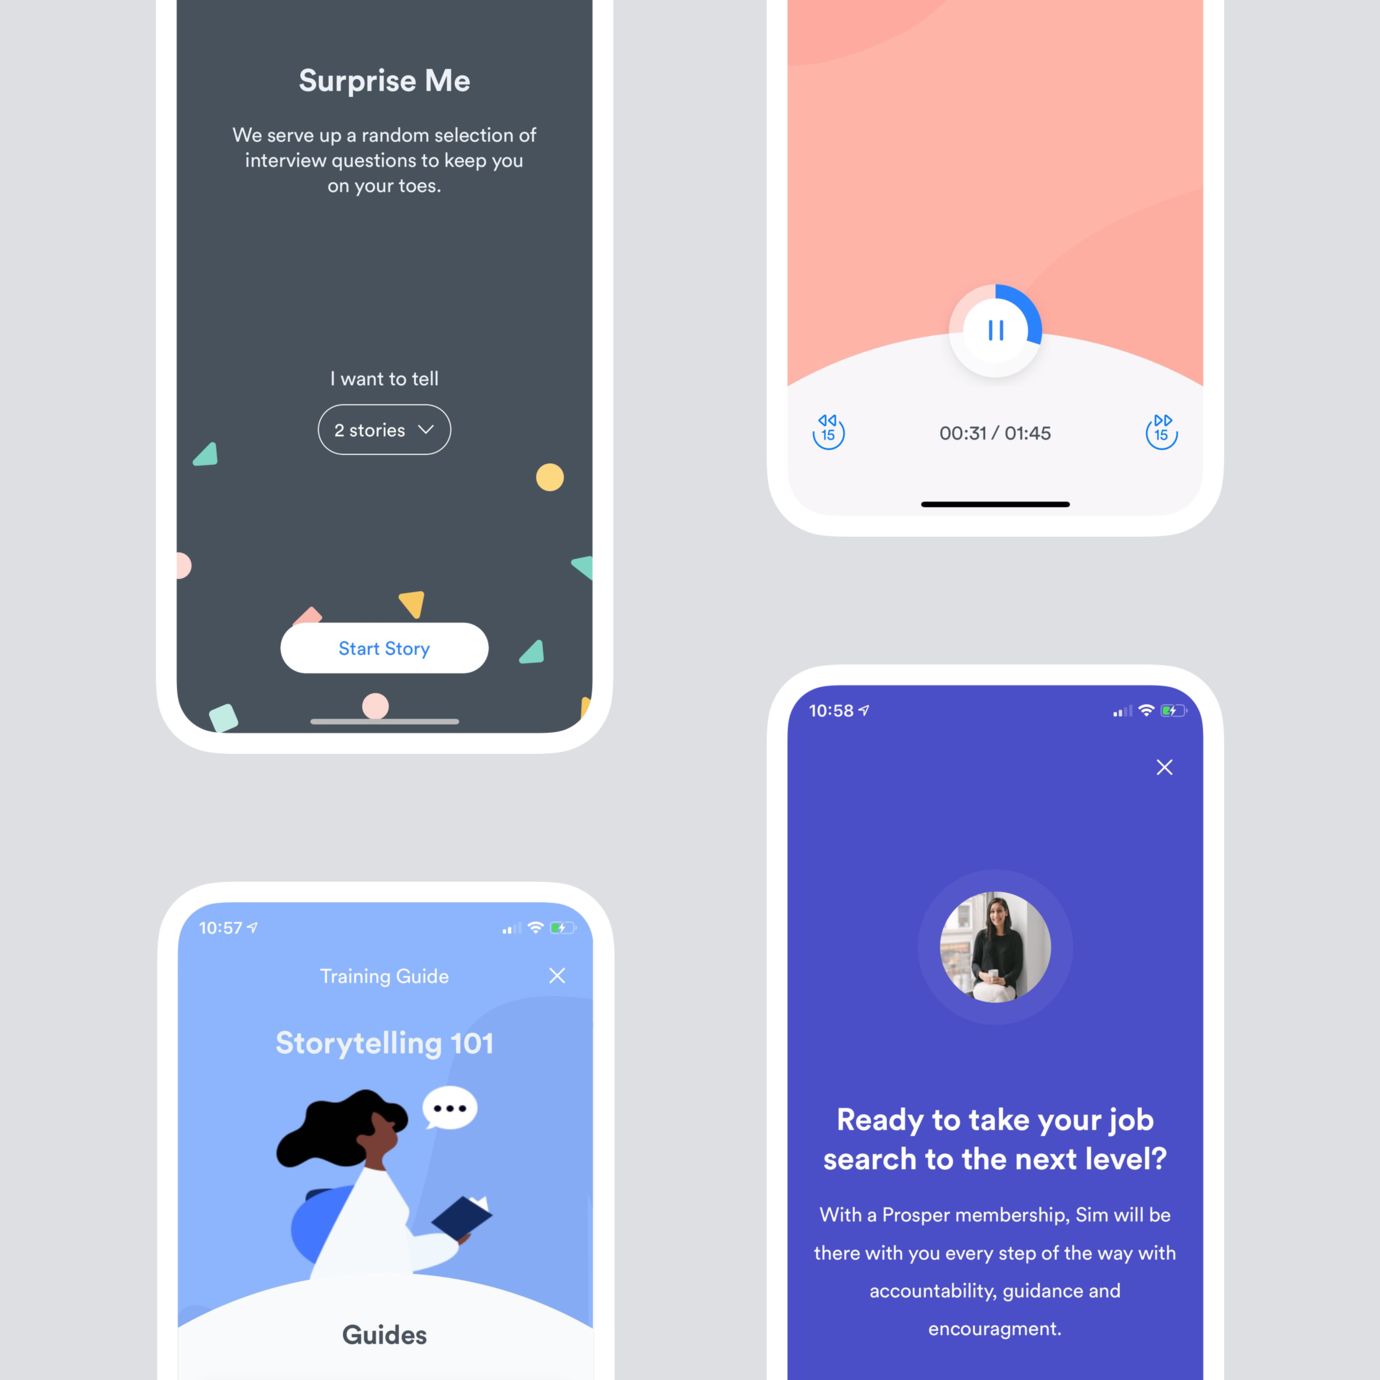 Surprise Me
We serve up a random selection of
interview questions to keep you
on your toes.
I want to tell
2 stories
Start Story
15
00:31 / 01:45
15
10:57
Training Guide
Storytelling 101
Guides
10:58
Ready to take your job
search to the next level?
With a Prosper membership, Sim will be
there with you every step of the way with
accountability, guidance and
encouragment.